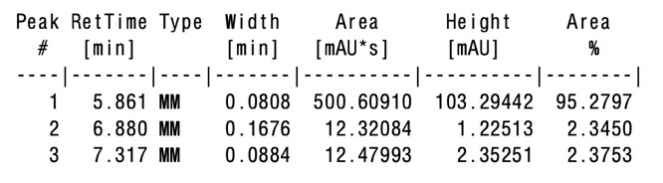 Peak RetTime Type Width Area Height Area
# [min] [min] [mAU*s] [mAU] %
----|-------|----|-------|----------|----------|--------|
1 5.861 MM 0.0808 500.60910 103.29442 95.2797
2 6.880 MM 0.1676 12.32084 1.22513 2.3450
3 7.317 MM 0.0884 12.47993 2.35251 2.3753